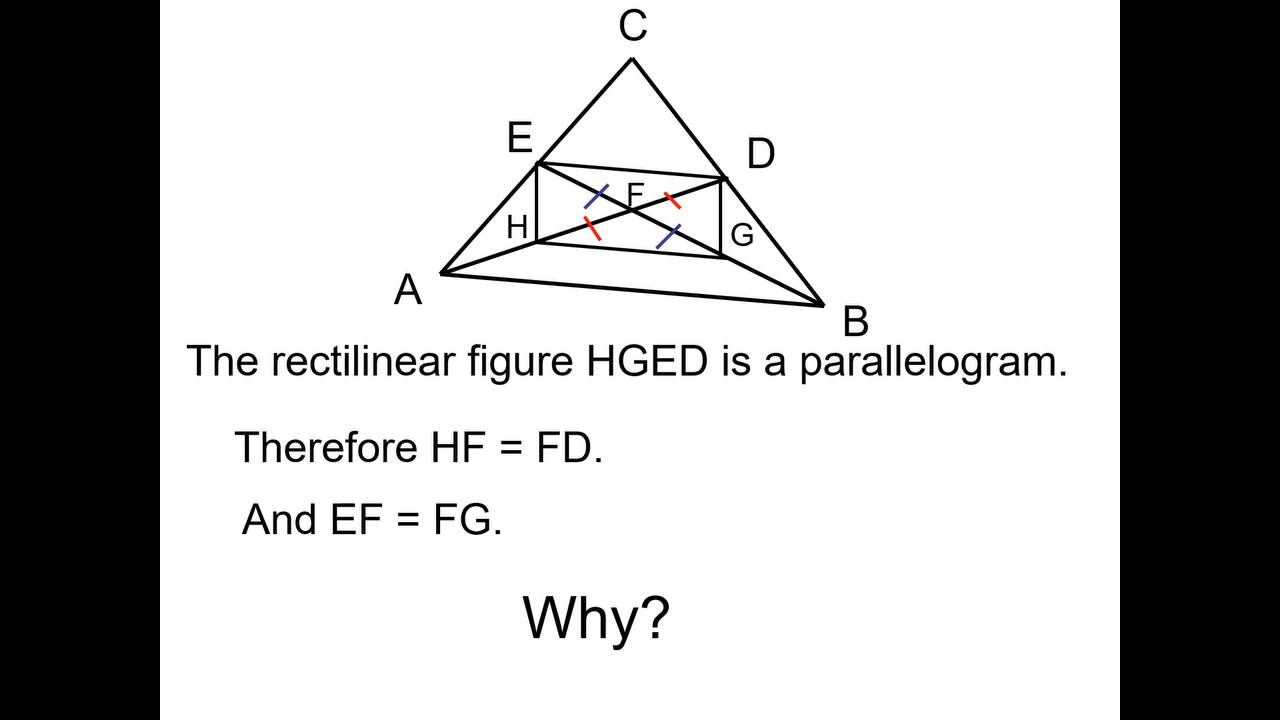 C
E
D
F
H
G
A
B
The rectilinear figure HGED is a parallelogram.
Therefore HF = FD.
And EF = FG.
Why?